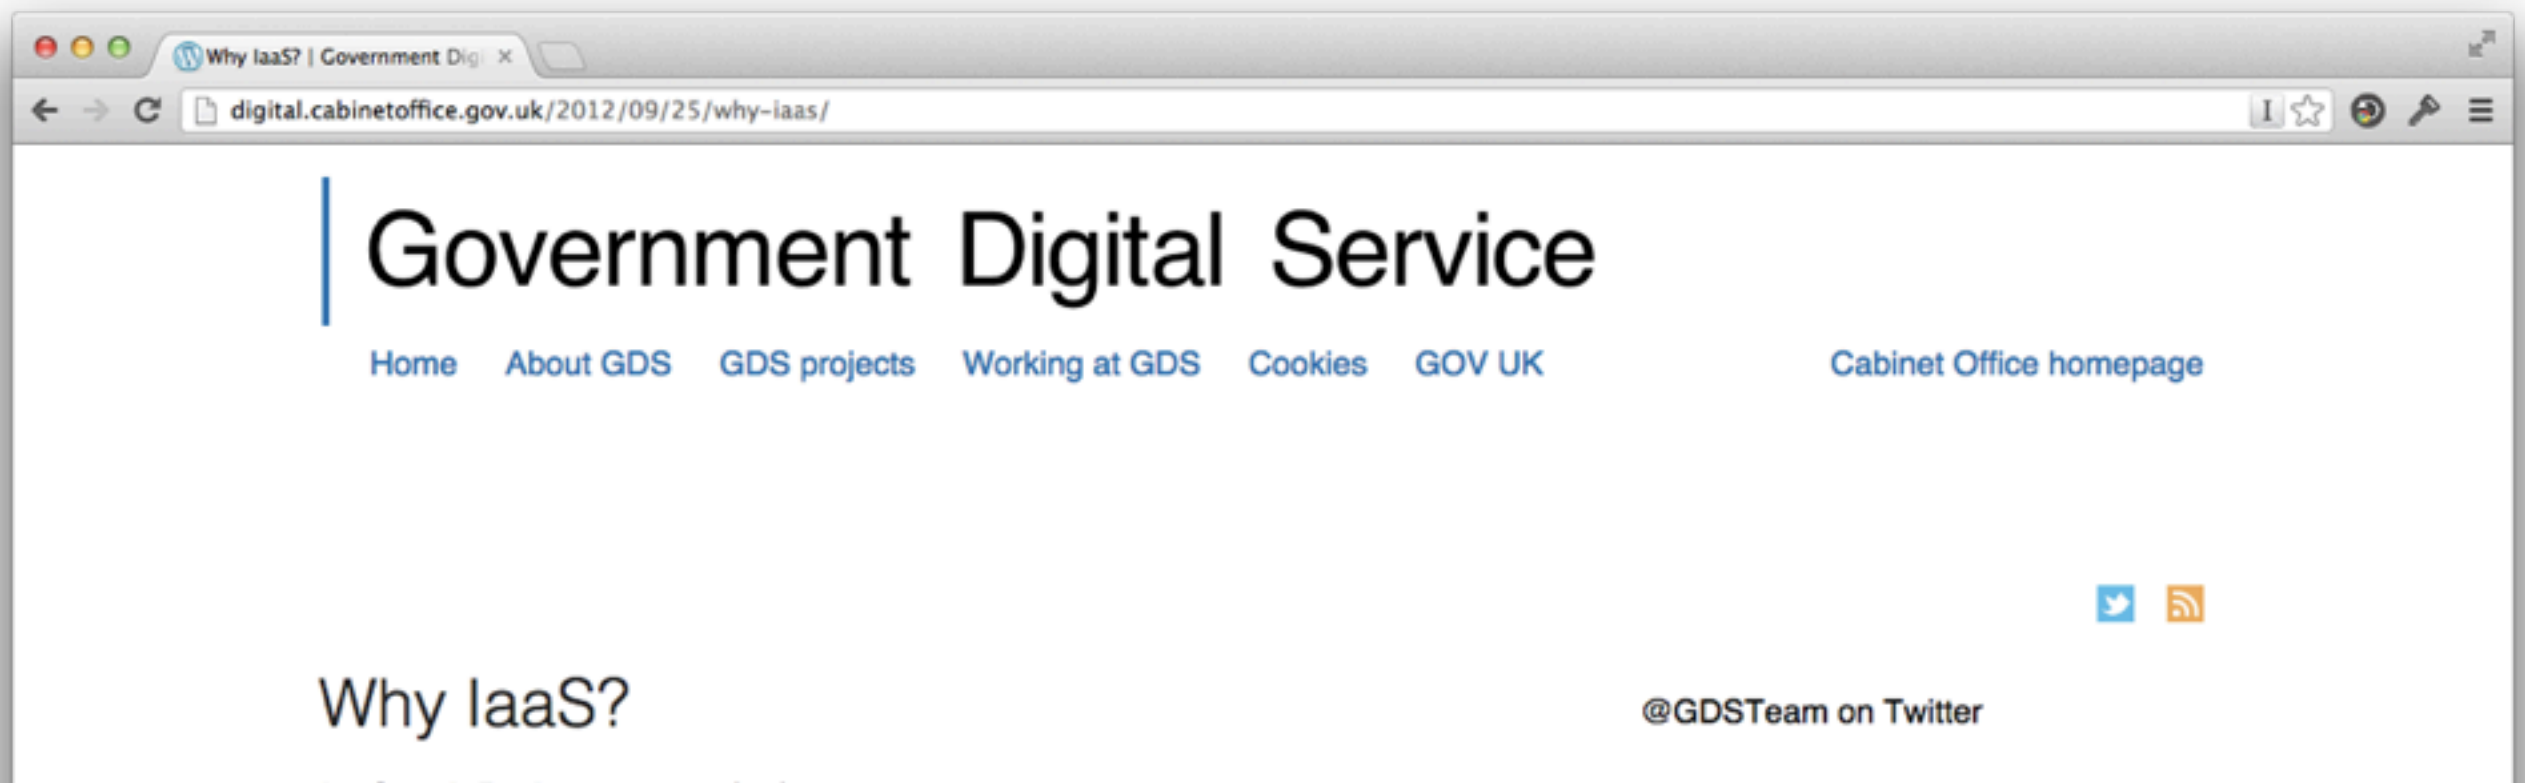 Why IaaS? | Government Dig
digital.cabinetoffice.gov.uk/2012/09/25/why-iaas/
Government Digital Service
Home About GDS GDS projects Working at GDS Cookies GOV UK Cabinet Office homepage
Why IaaS?
@GDSTeam on Twitter